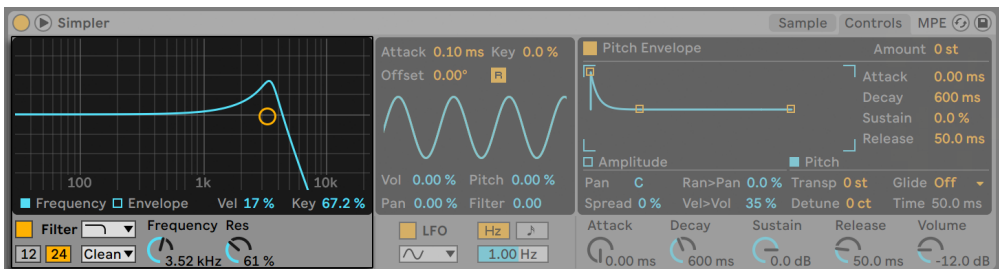 Simpler Sample Controls MPE
Attack 0.10 ms Key 0.0 %
Offset 0.00° R
100 1k 10k
Frequency Envelope Vel 17 % Key 67.2 %
Vol 0.00 % Pitch 0.00 %
Pan 0.00 % Filter 0.00
Pitch Envelope Amount 0 st
Attack 0.00 ms
Decay 600 ms
Sustain 0.0 %
Release 50.0 ms
Amplitude Pitch
Pan C Ran>Pan 0.0 % Transp 0 st Glide Off
Spread 0 % Vel>Vol 35 % Detune 0 ct Time 50.0 ms
Filter Frequency Res
12 24 Clean 3.52 kHz 61 %
LFO Hz ♪
1.00 Hz
Attack Decay Sustain Release Volume
0.00 ms 600 ms 0.0 dB 50.0 ms -12.0 dB